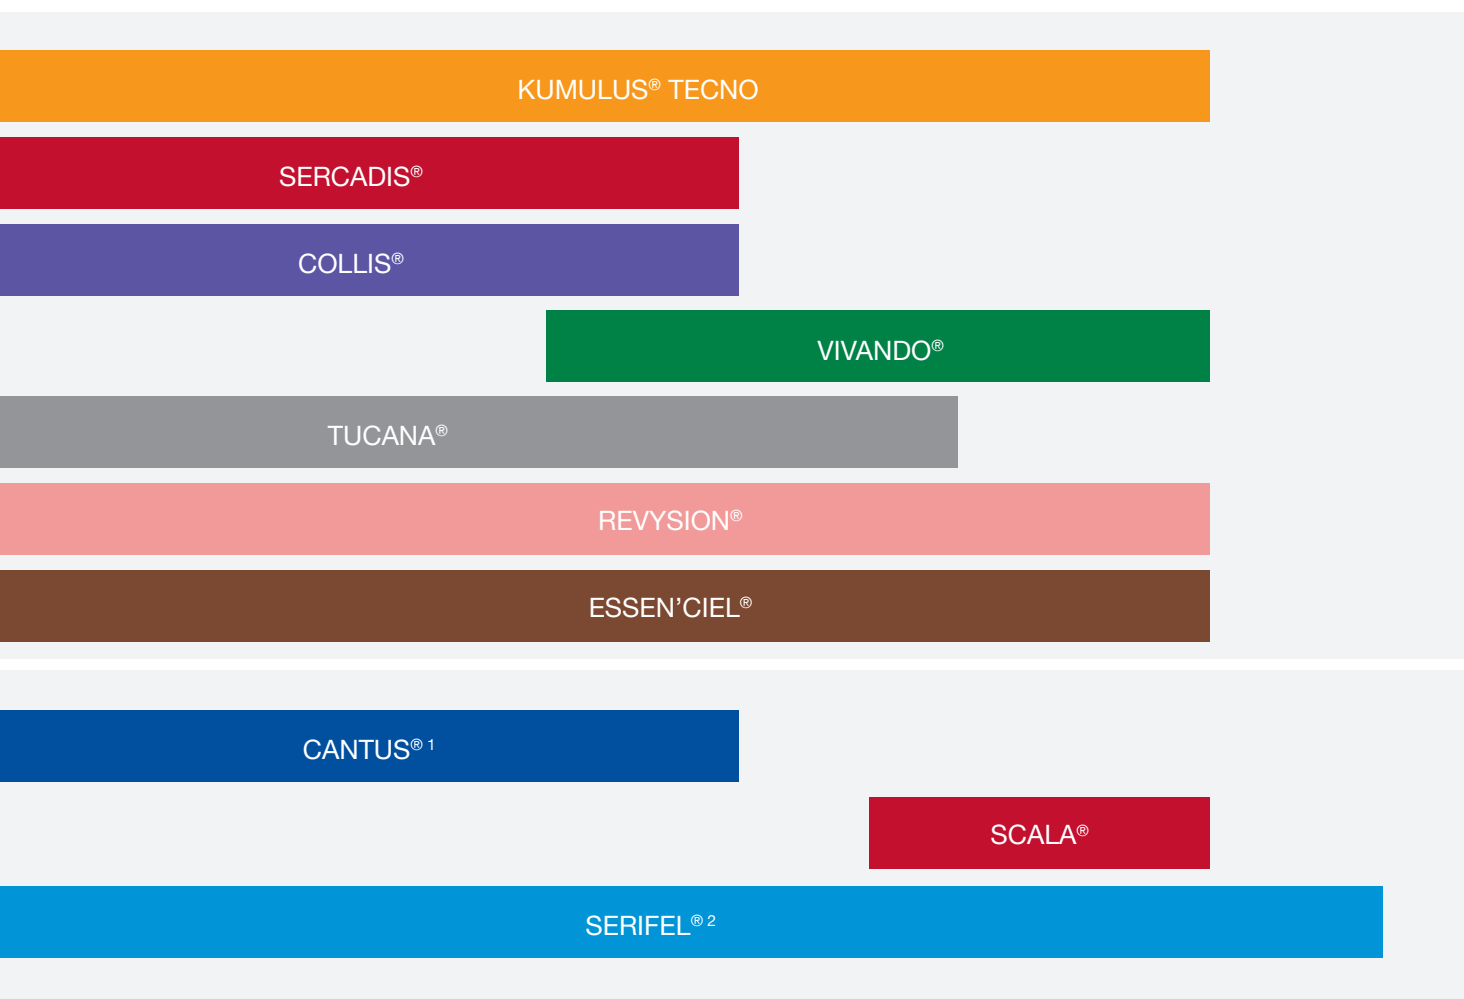 KUMULUS® TECNO
SERCADIS®
COLLIS®
VIVANDO®
TUCANA®
REVYSION®
ESSEN’CIEL®
CANTUS® 1
SCALA®
SERIFEL® 2